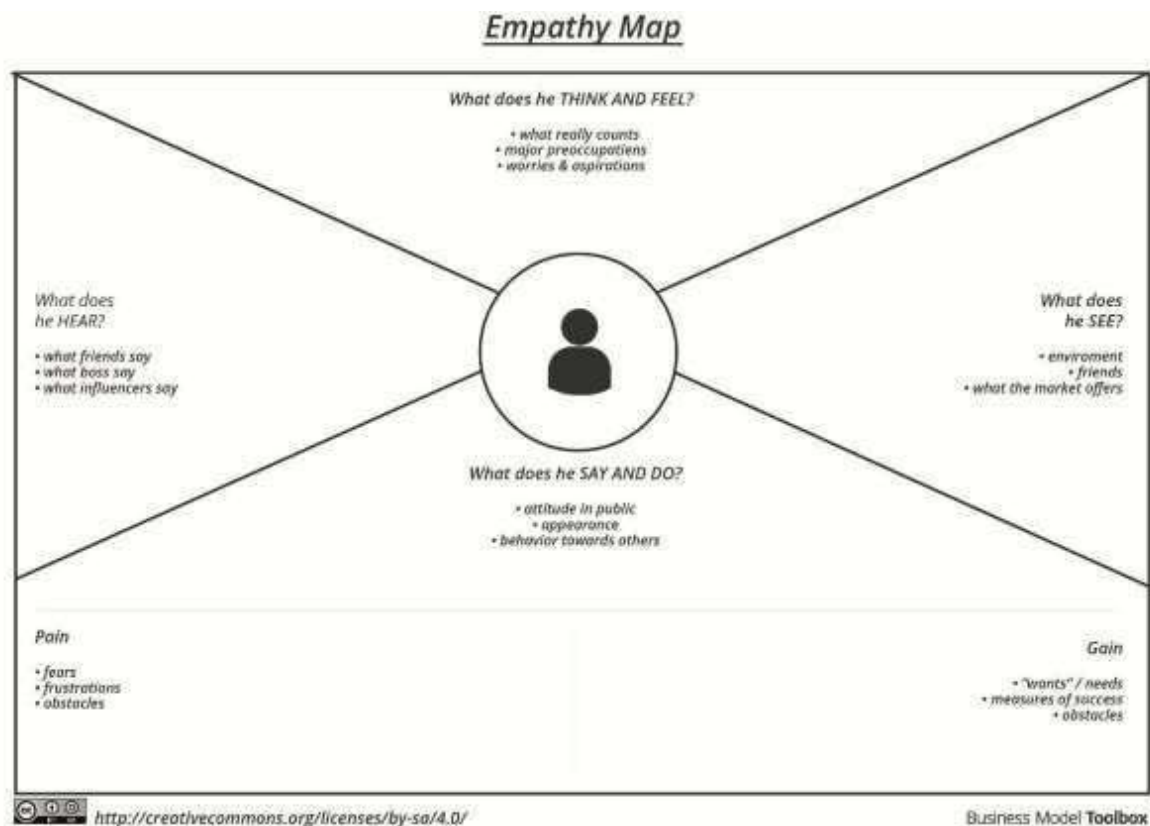 Empathy Map
What does he THINK AND FEEL?
• what really counts
• major preoccupatiens
• worries & aspirations
What does
he HEAR?
• what friends say
• what boss say
• what influencers say
What does
he SEE?
• enviroment
• friends
• what the market offers
What does he SAY AND DO?
• attitude in public
• appearance
• behavior towards others
Pain
• fears
• frustrations
• obstacles
Gain
• "wants" / needs
• measures of success
• obstacles
cc
http://creativecommons.org/licenses/by-sa/4.0/
Business Model Toolbox